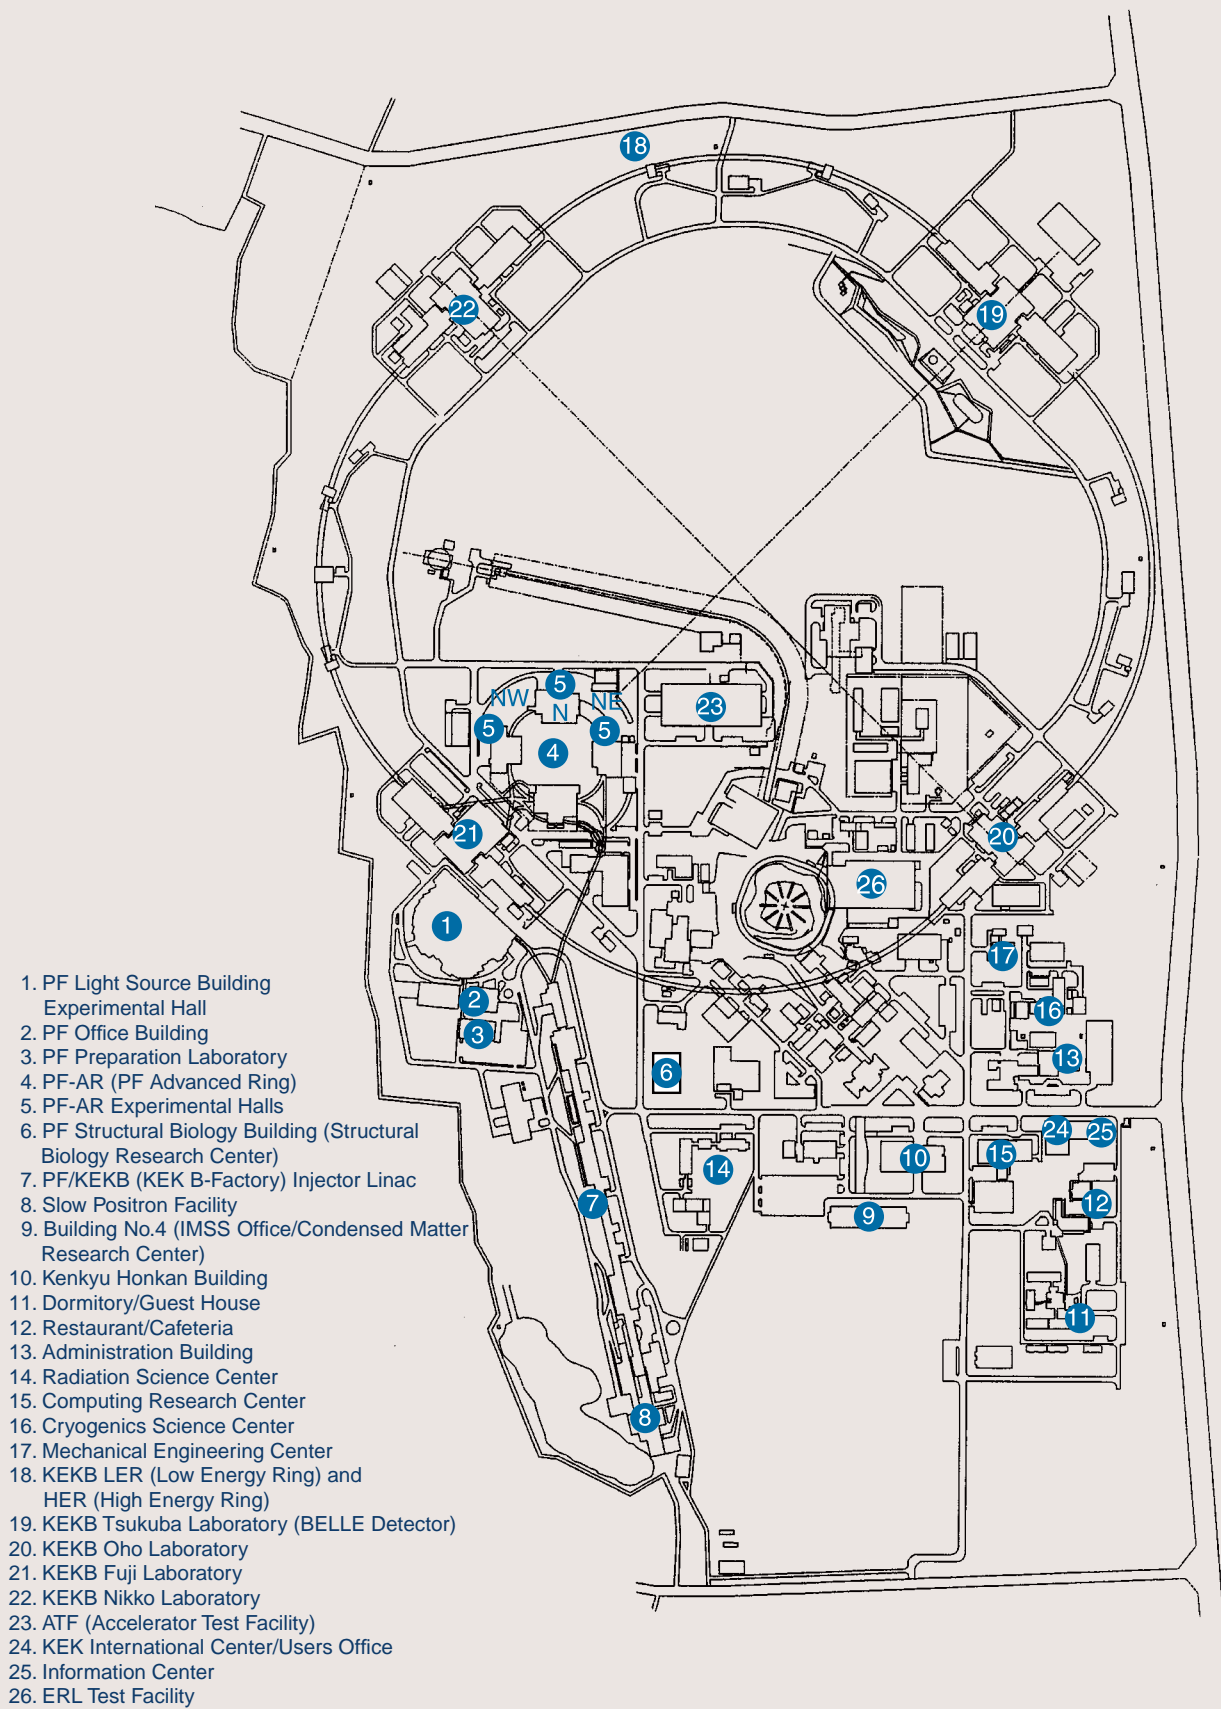 18
22
19
5
NW
NE
N
23
5
5
4
21
20
26
1
17
2
16
3
13
6
24
25
15
10
14
7
12
9
11
8
1. PF Light Source Building
Experimental Hall
2. PF Office Building
3. PF Preparation Laboratory
4. PF-AR (PF Advanced Ring)
5. PF-AR Experimental Halls
6. PF Structural Biology Building (Structural
Biology Research Center)
7. PF/KEKB (KEK B-Factory) Injector Linac
8. Slow Positron Facility
9. Building No.4 (IMSS Office/Condensed Matter
Research Center)
10. Kenkyu Honkan Building
11. Dormitory/Guest House
12. Restaurant/Cafeteria
13. Administration Building
14. Radiation Science Center
15. Computing Research Center
16. Cryogenics Science Center
17. Mechanical Engineering Center
18. KEKB LER (Low Energy Ring) and
HER (High Energy Ring)
19. KEKB Tsukuba Laboratory (BELLE Detector)
20. KEKB Oho Laboratory
21. KEKB Fuji Laboratory
22. KEKB Nikko Laboratory
23. ATF (Accelerator Test Facility)
24. KEK International Center/Users Office
25. Information Center
26. ERL Test Facility